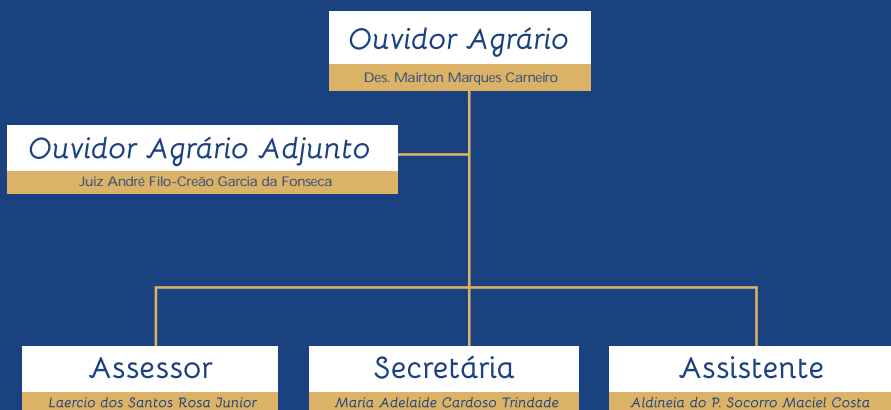 Ouvidor Agrário
Des. Mairton Marques Carneiro
Ouvidor Agrário Adjunto
Juiz André Filo-Creão Garcia da Fonseca
Assessor
Laercio dos Santos Rosa Junior
Secretária
Maria Adelaide Cardoso Trindade
Assistente
Aldineia do P. Socorro Maciel Costa